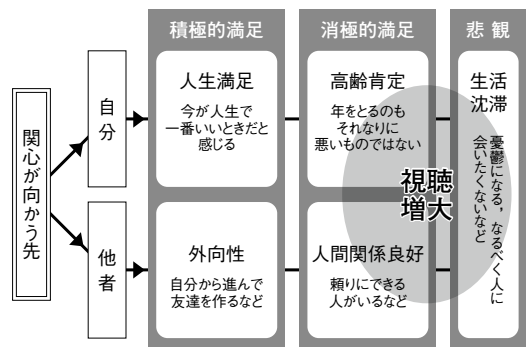 積極的満足
消極的満足
悲観
関心が向かう先
自分
他者
人生満足
今が人生で
一番いいときだと
感じる
高齢肯定
年をとるのも
それなりに
悪いものではない
外向性
自分から進んで
友達を作るなど
人間関係良好
頼りにできる
人がいるなど
生活
沈滞
憂鬱になる，なるべく人に
会いたくないなど
視聴
増大